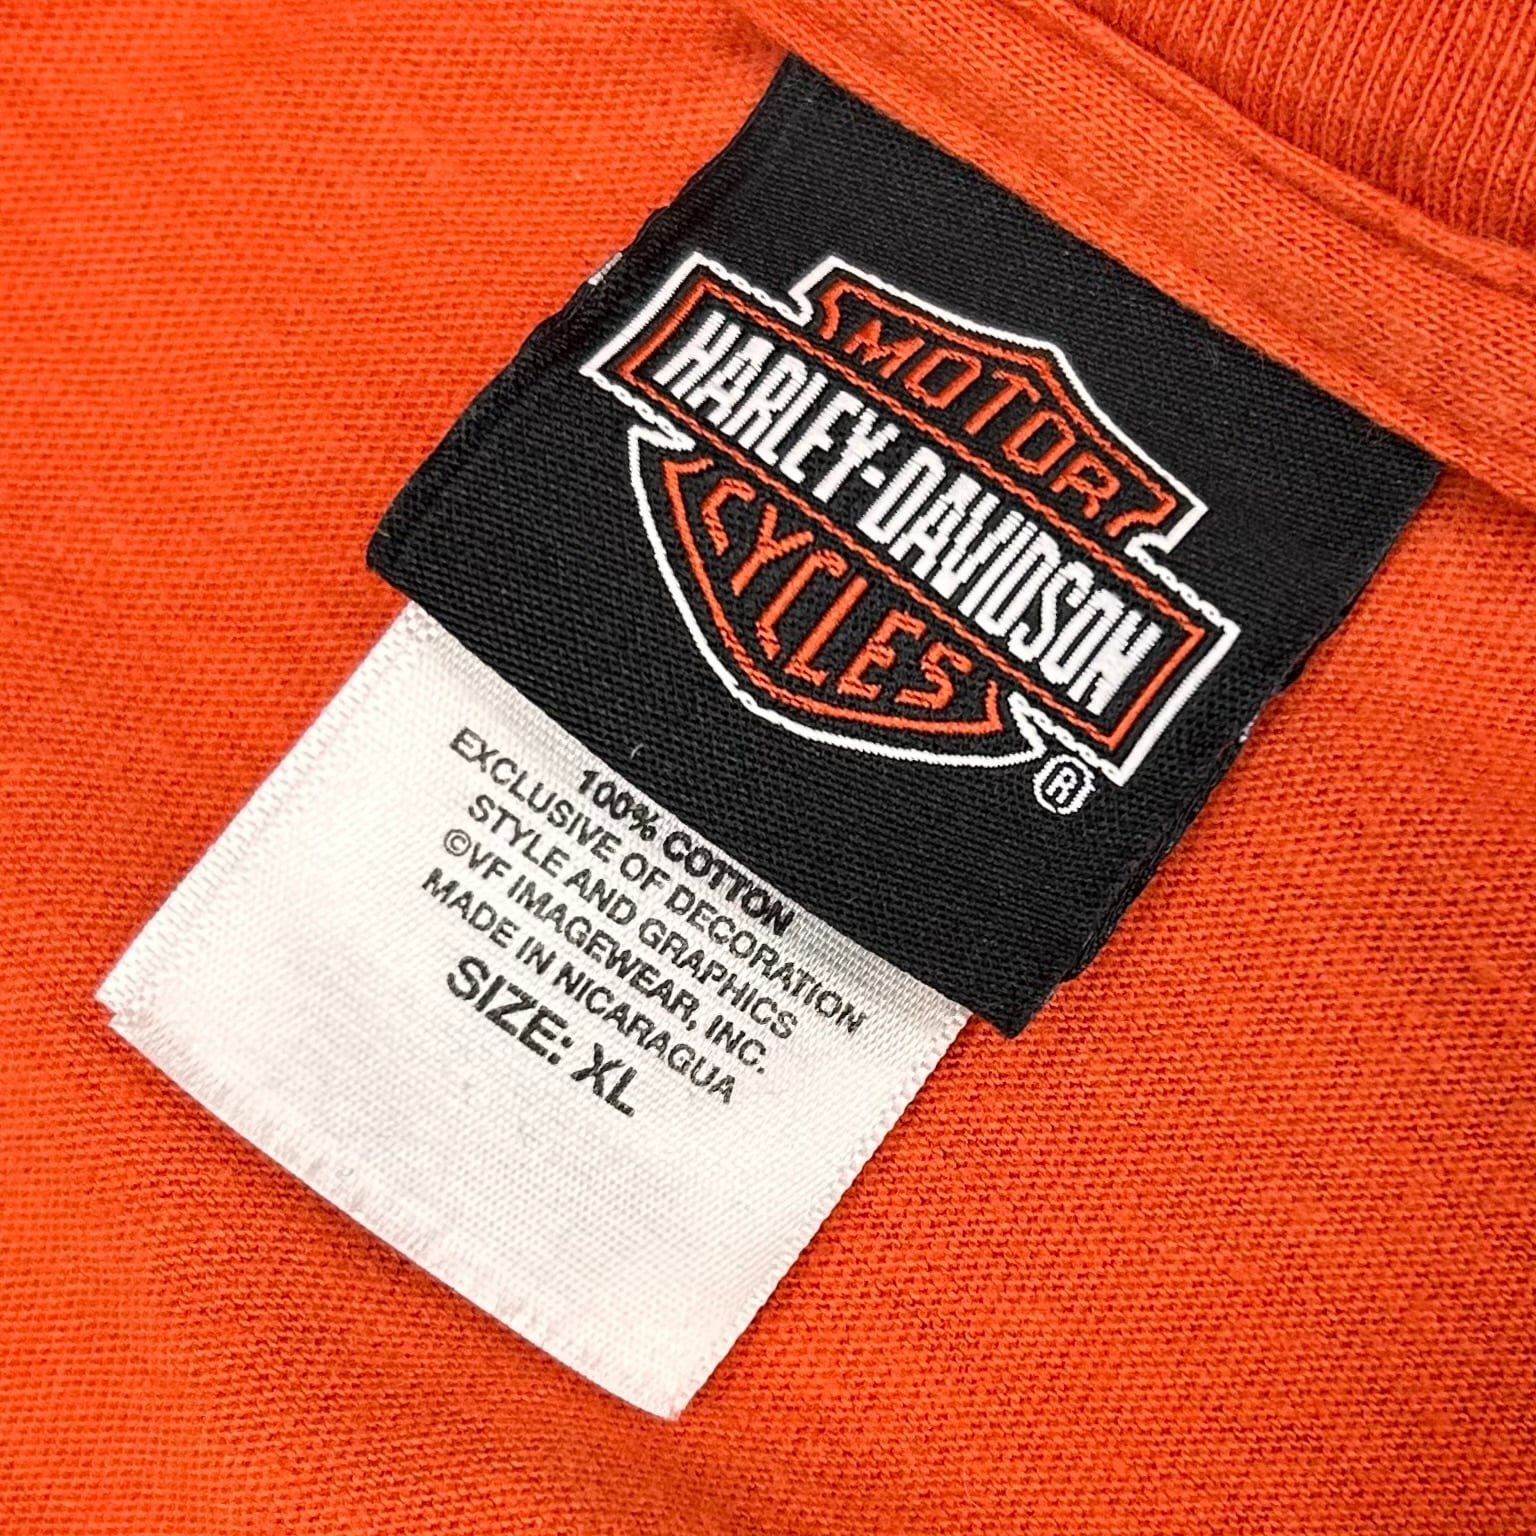 MOTOR
HARLEY-DAVIDSON
CYCLES
®
100% COTTON
EXCLUSIVE OF DECORATION
STYLE AND GRAPHICS
©VF IMAGEWEAR, INC.
MADE IN NICARAGUA
SIZE: XL